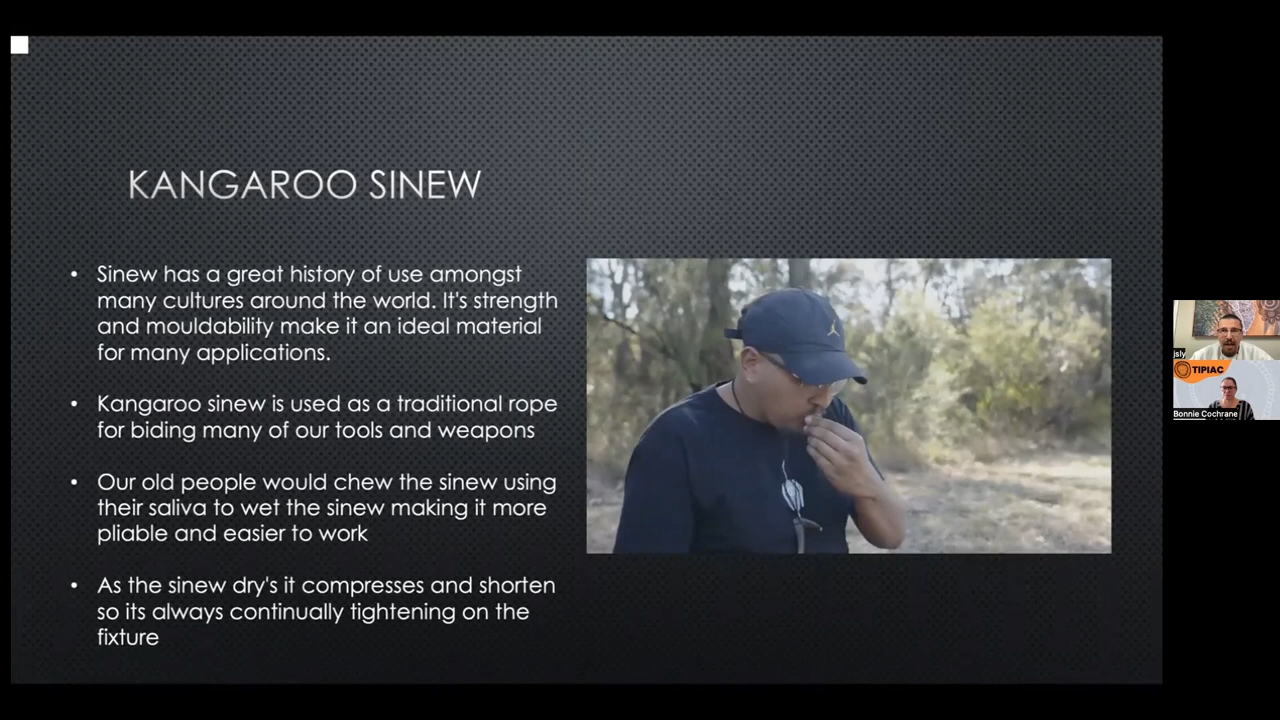 KANGAROO SINEW
• Sinew has a great history of use amongst
many cultures around the world. It's strength
and mouldability make it an ideal material
for many applications.
• Kangaroo sinew is used as a traditional rope
for biding many of our tools and weapons
• Our old people would chew the sinew using
their saliva to wet the sinew making it more
pliable and easier to work
• As the sinew dry's it compresses and shorten
so its always continually tightening on the
fixture
jsly
TIPIAC
Bonnie Cochrane